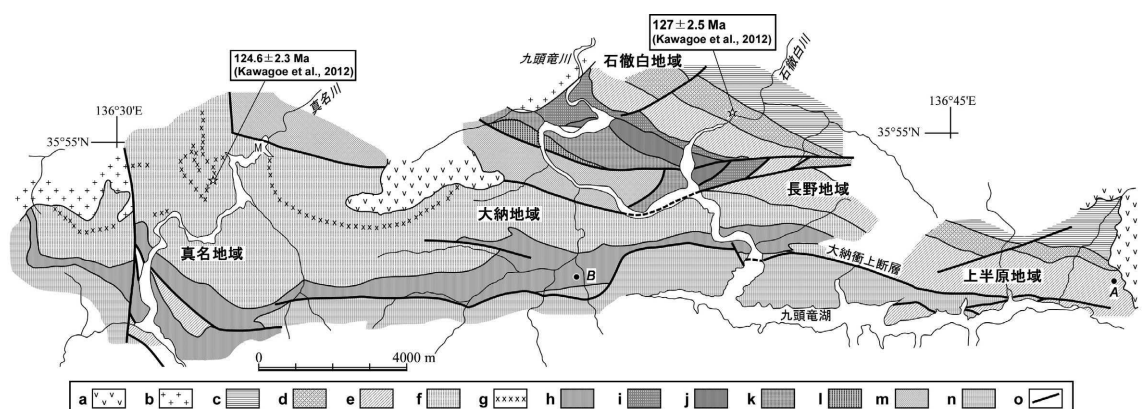 127±2.5 Ma
(Kawagoe et al., 2012)
124.6±2.3 Ma
(Kawagoe et al., 2012)
九頭竜川
石徹白地域
石徹白川
真名川
136°30'E
35°55'N
136°45'E
35°55'N
M
長野地域
大納地域
真名地域
大納衝上断層
上半原地域
B
A
九頭竜湖
0 4000 m
a b c d e f g h i j k l m n o